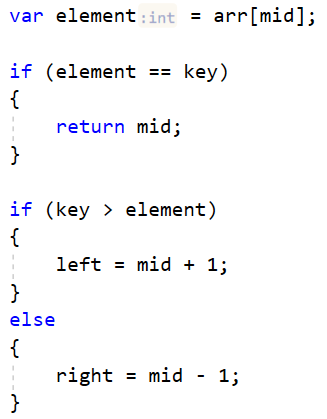 var element:int = arr[mid];
if (element == key)
{
return mid;
}
if (key > element)
{
left = mid + 1;
}
else
{
right = mid - 1;
}